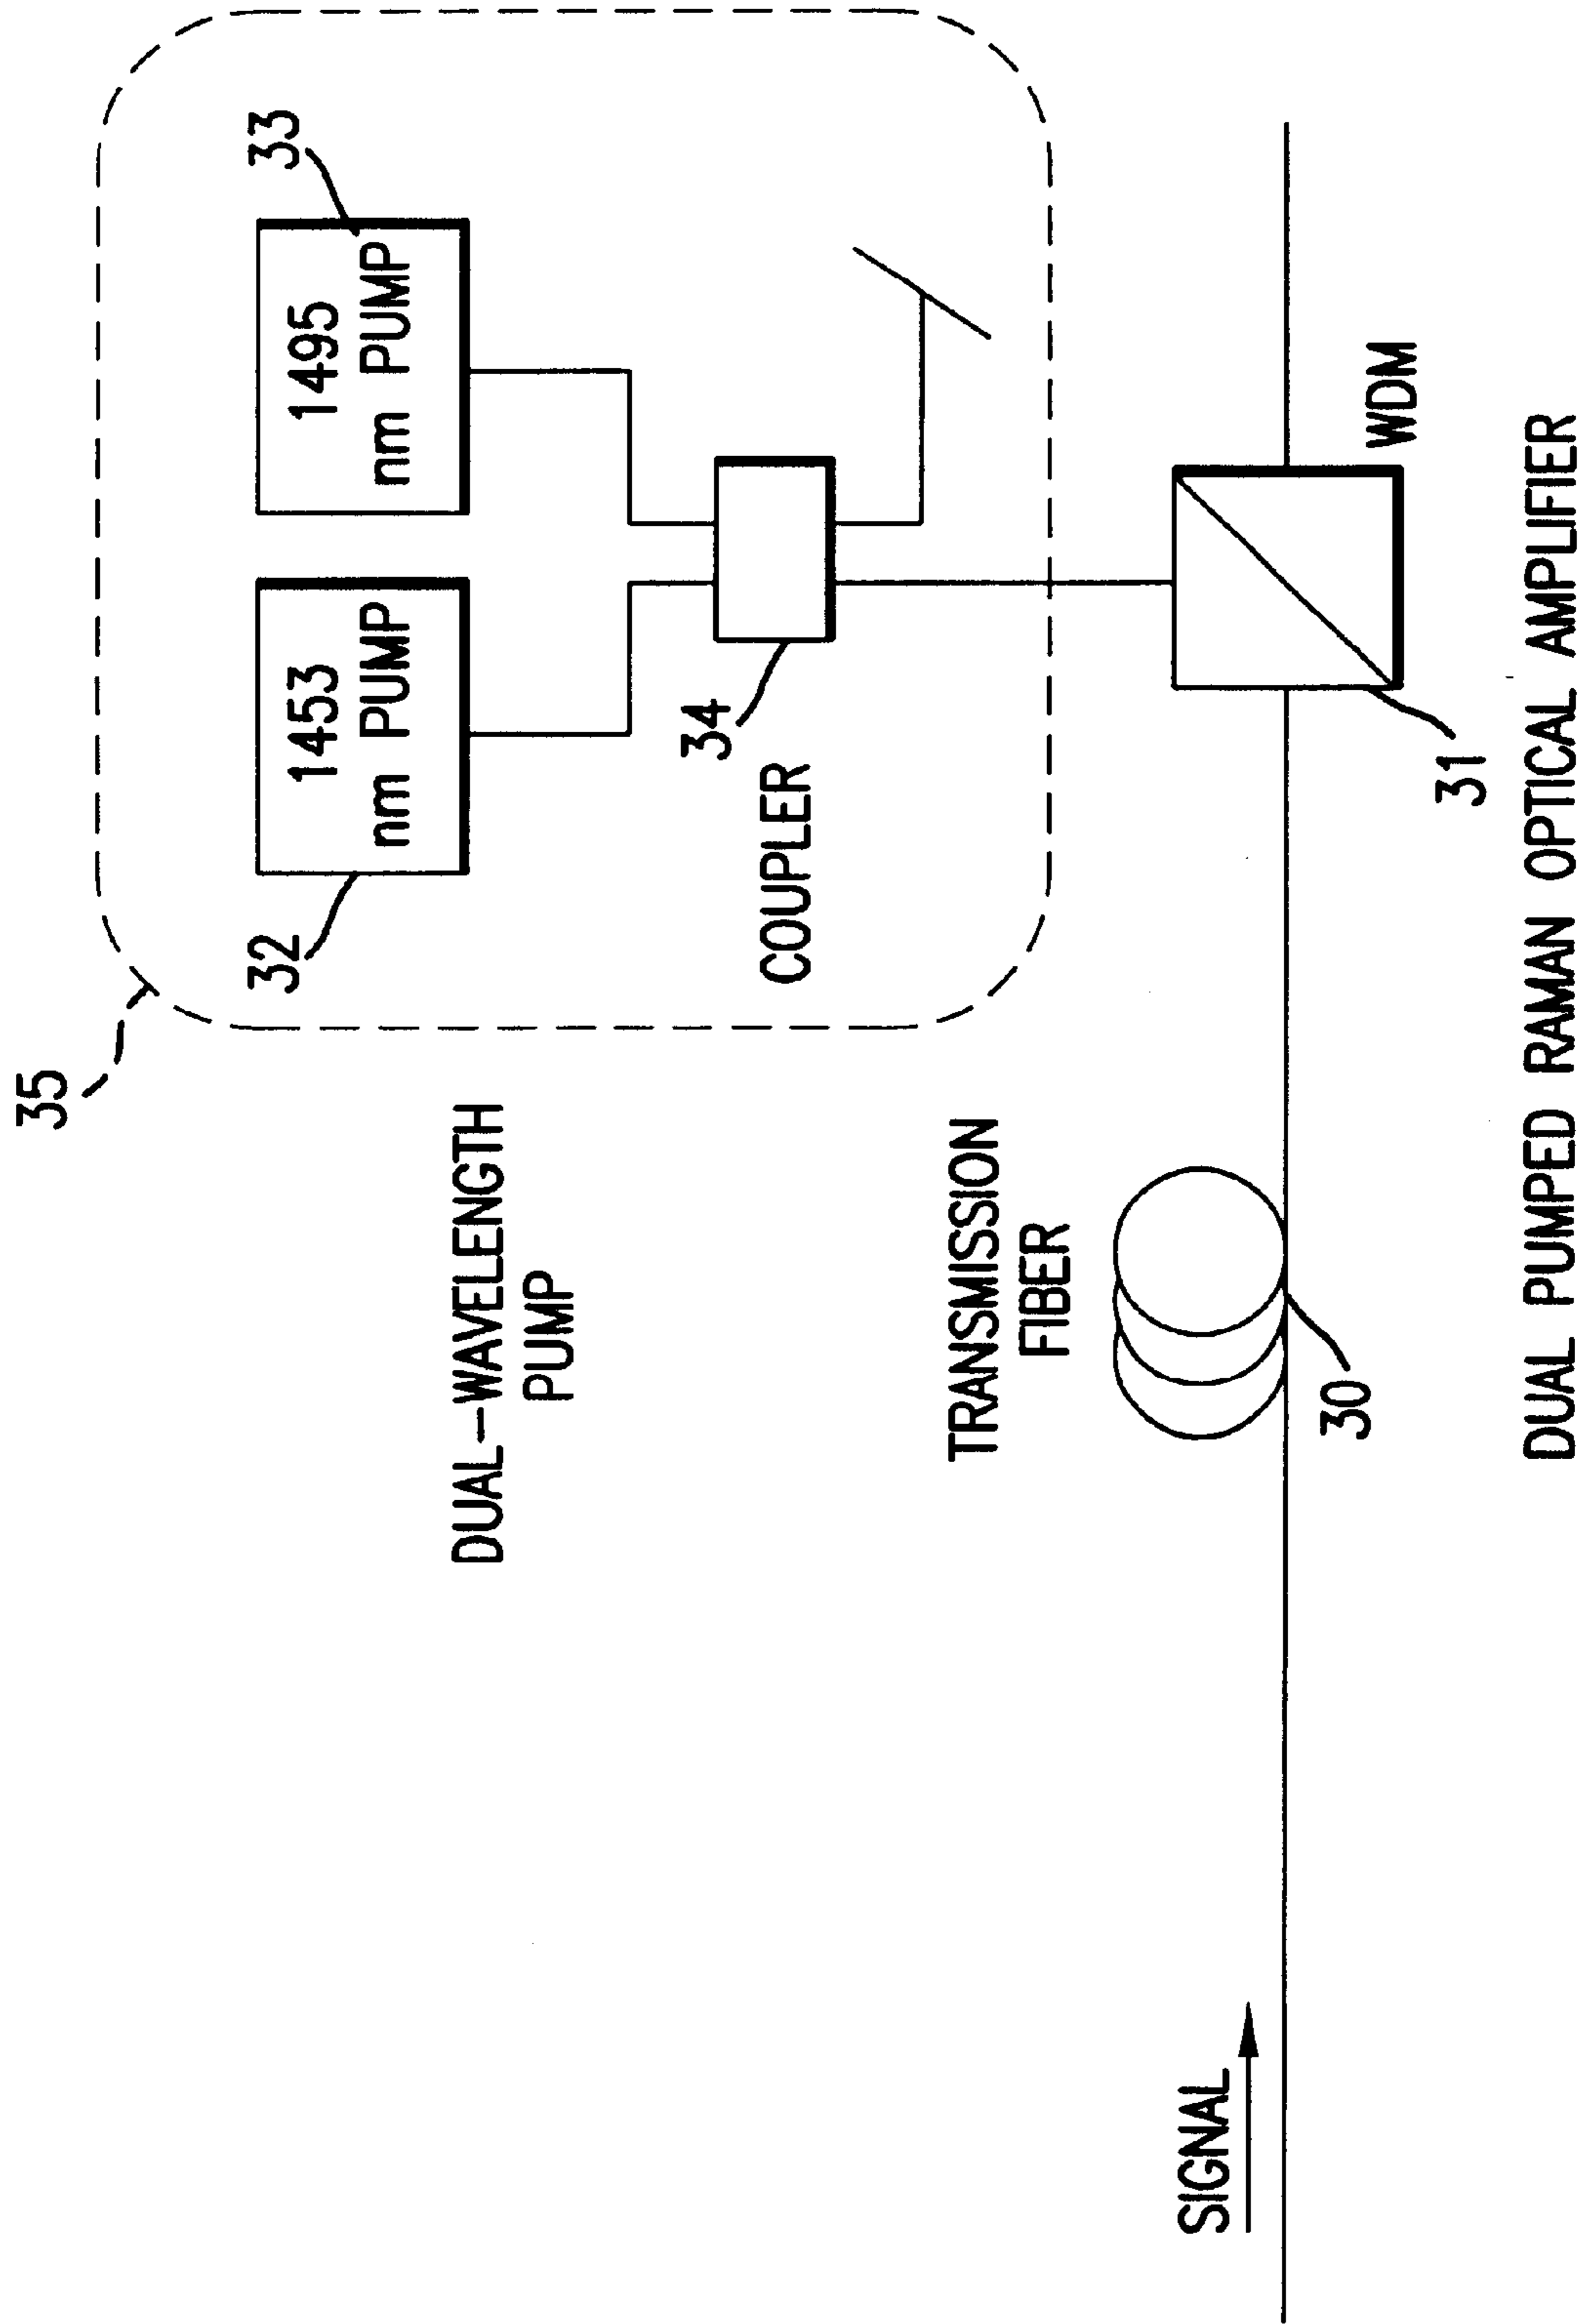 35
32
1453
nm PUMP
33
1495
nm PUMP
34
COUPLER
DUAL-WAVELENGTH
PUMP
TRANSMISSION
FIBER
30
SIGNAL
31
WDM
DUAL PUMPED RAMAN OPTICAL AMPLIFIER